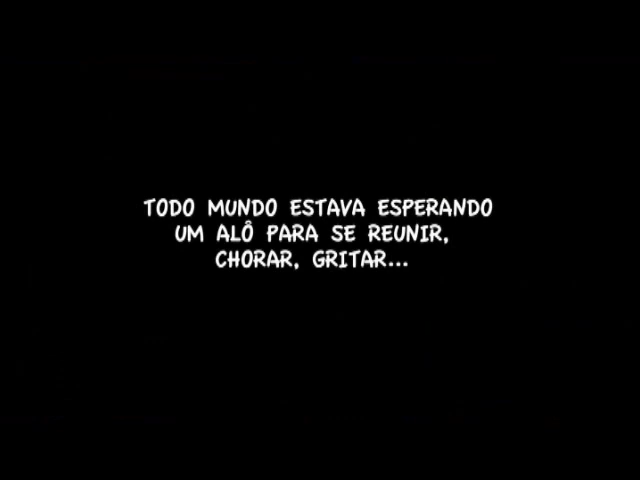 TODO MUNDO ESTAVA ESPERANDO
UM ALÔ PARA SE REUNIR,
CHORAR, GRITAR...